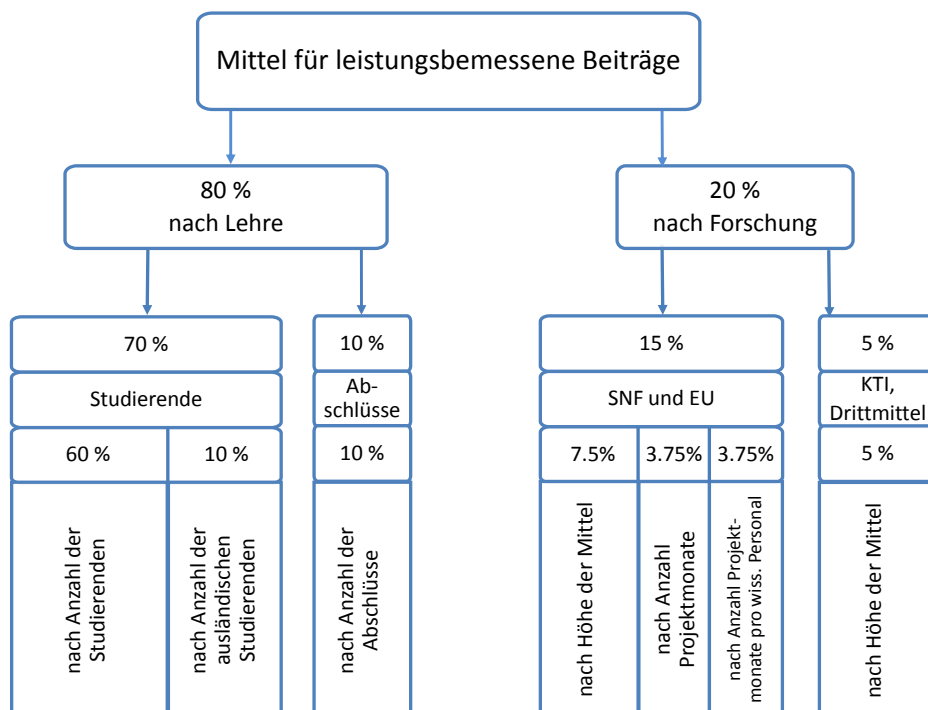 Mittel für leistungsbemessene Beiträge
80 %
nach Lehre
20 %
nach Forschung
70 %
10 %
15 %
5 %
Studierende
Ab-
schlüsse
SNF und EU
KTI,
Drittmittel
60 %
10 %
10 %
7.5%
3.75%
3.75%
5 %
nach Anzahl der
Studierenden
nach Anzahl der
ausländischen
Studierenden
nach Anzahl der
Abschlüsse
nach Höhe der Mittel
nach Anzahl
Projektmonate
nach Anzahl Projekt-
monate pro wiss. Personal
nach Höhe der Mittel